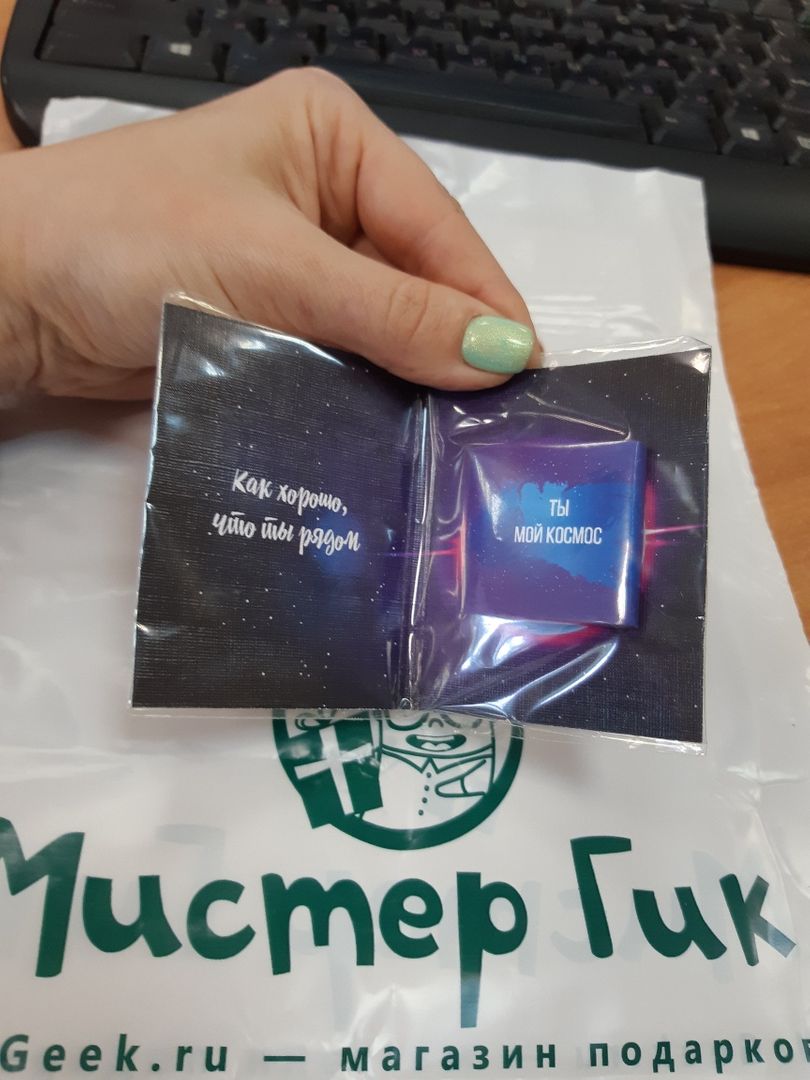 Как хорошо,
что ты рядом
ТЫ
МОЙ КОСМОС
Мистер Гик
Geek.ru — магазин подарков